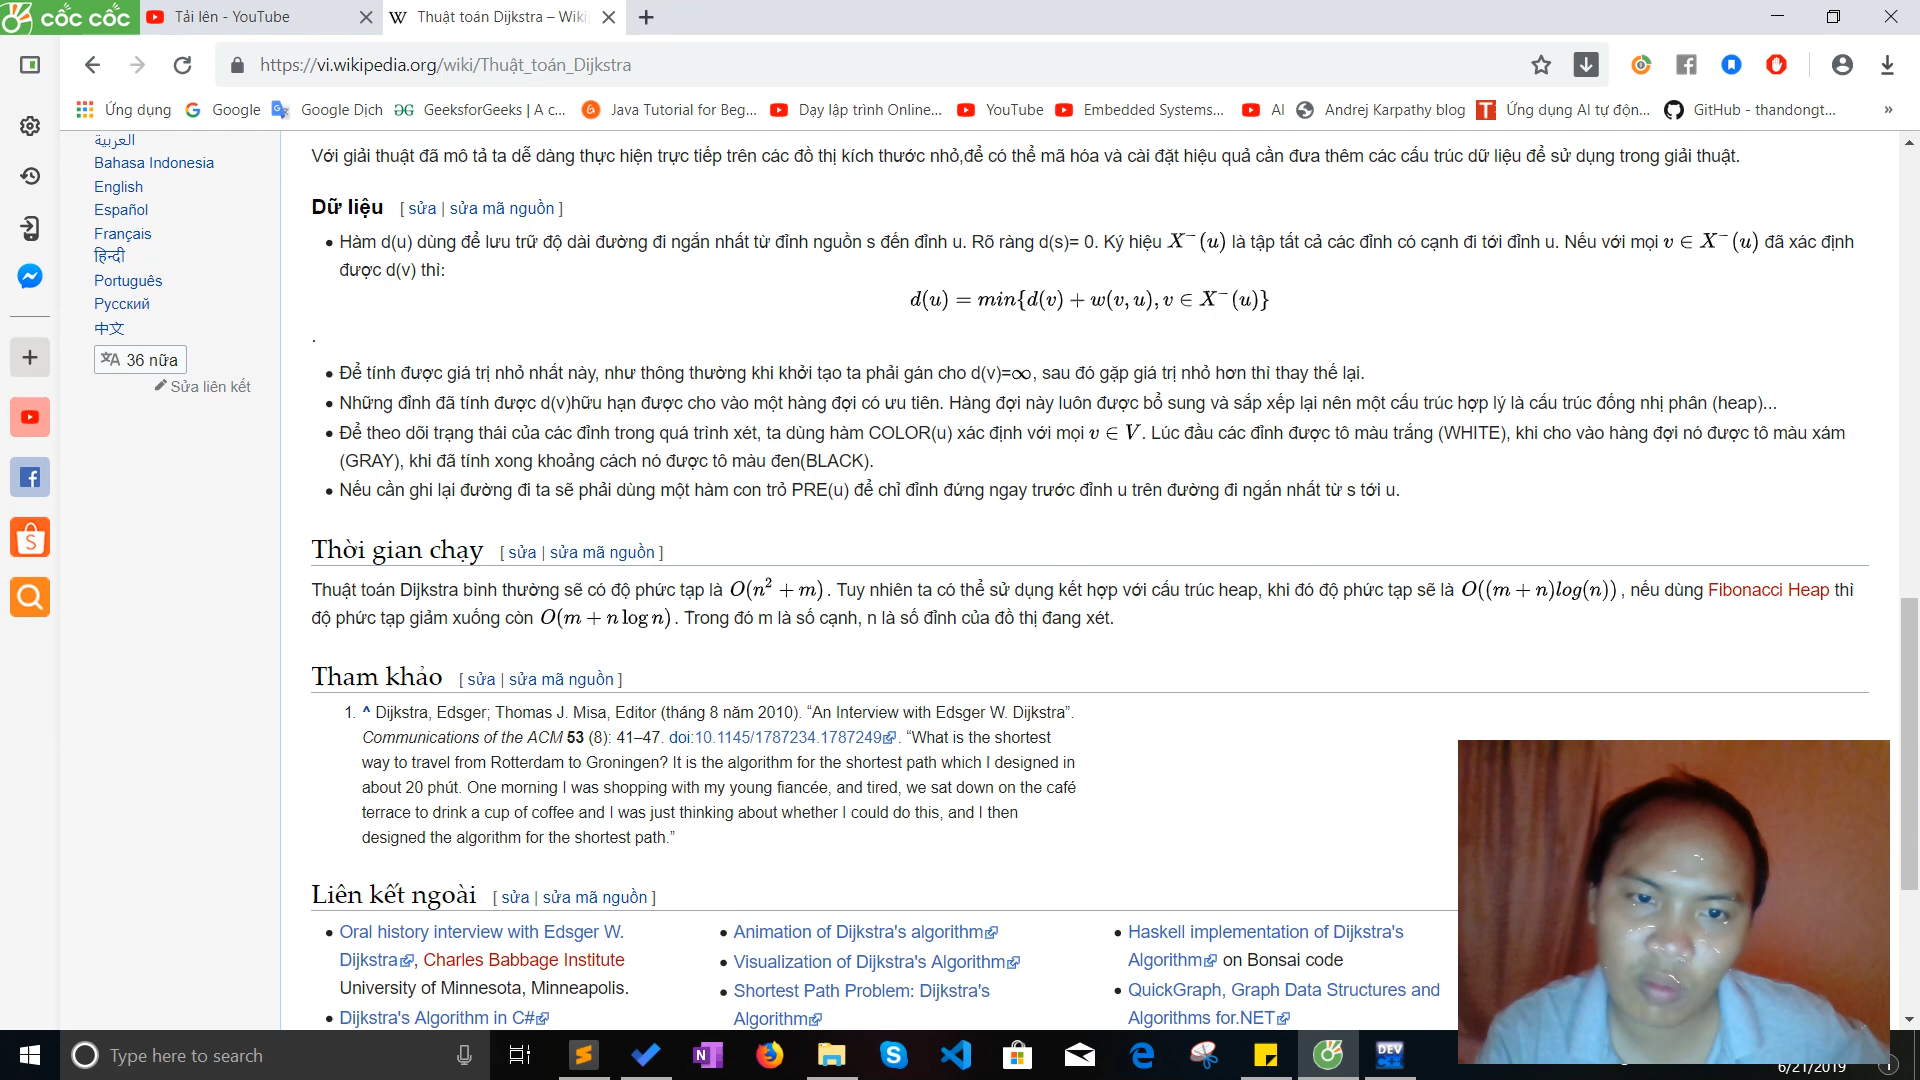 cốc cốc
Tải lên - YouTube
Thuật toán Dijkstra – Wiki
https://vi.wikipedia.org/wiki/Thuật_toán_Dijkstra
Ứng dụng Google Google Dịch GeeksforGeeks | A c... Java Tutorial for Beg... Dạy lập trình Online... YouTube Embedded Systems... AI Andrej Karpathy blog Ứng dụng AI tự độn... GitHub - thandongt... »
العربية
Bahasa Indonesia
English
Español
Français
हिन्दी
Português
Русский
中文
36 nữa
Sửa liên kết
Với giải thuật đã mô tả ta dễ dàng thực hiện trực tiếp trên các đồ thị kích thước nhỏ,để có thể mã hóa và cài đặt hiệu quả cần đưa thêm các cấu trúc dữ liệu để sử dụng trong giải thuật.
Dữ liệu [ sửa | sửa mã nguồn ]
• Hàm d(u) dùng để lưu trữ độ dài đường đi ngắn nhất từ đỉnh nguồn s đến đỉnh u. Rõ ràng d(s)= 0. Ký hiệu X⁻(u) là tập tất cả các đỉnh có cạnh đi tới đỉnh u. Nếu với mọi v ∈ X⁻(u) đã xác định
được d(v) thì:
d(u) = min{d(v) + w(v, u), v ∈ X⁻(u)}
.
• Để tính được giá trị nhỏ nhất này, như thông thường khi khởi tạo ta phải gán cho d(v)=∞, sau đó gặp giá trị nhỏ hơn thì thay thế lại.
• Những đỉnh đã tính được d(v)hữu hạn được cho vào một hàng đợi có ưu tiên. Hàng đợi này luôn được bổ sung và sắp xếp lại nên một cấu trúc hợp lý là cấu trúc đống nhị phân (heap)...
• Để theo dõi trạng thái của các đỉnh trong quá trình xét, ta dùng hàm COLOR(u) xác định với mọi v ∈ V. Lúc đầu các đỉnh được tô màu trắng (WHITE), khi cho vào hàng đợi nó được tô màu xám
(GRAY), khi đã tính xong khoảng cách nó được tô màu đen(BLACK).
• Nếu cần ghi lại đường đi ta sẽ phải dùng một hàm con trỏ PRE(u) để chỉ đỉnh đứng ngay trước đỉnh u trên đường đi ngắn nhất từ s tới u.
Thời gian chạy [ sửa | sửa mã nguồn ]
Thuật toán Dijkstra bình thường sẽ có độ phức tạp là O(n² + m). Tuy nhiên ta có thể sử dụng kết hợp với cấu trúc heap, khi đó độ phức tạp sẽ là O((m + n)log(n)), nếu dùng Fibonacci Heap thì
độ phức tạp giảm xuống còn O(m + n log n). Trong đó m là số cạnh, n là số đỉnh của đồ thị đang xét.
Tham khảo [ sửa | sửa mã nguồn ]
1. ^ Dijkstra, Edsger; Thomas J. Misa, Editor (tháng 8 năm 2010). “An Interview with Edsger W. Dijkstra”.
Communications of the ACM 53 (8): 41–47. doi:10.1145/1787234.1787249. “What is the shortest
way to travel from Rotterdam to Groningen? It is the algorithm for the shortest path which I designed in
about 20 phút. One morning I was shopping with my young fiancée, and tired, we sat down on the café
terrace to drink a cup of coffee and I was just thinking about whether I could do this, and I then
designed the algorithm for the shortest path.”
Liên kết ngoài [ sửa | sửa mã nguồn ]
• Oral history interview with Edsger W.
Dijkstra, Charles Babbage Institute
University of Minnesota, Minneapolis.
• Dijkstra's Algorithm in C#
• Animation of Dijkstra's algorithm
• Visualization of Dijkstra's Algorithm
• Shortest Path Problem: Dijkstra's
Algorithm
• Haskell implementation of Dijkstra's
Algorithm on Bonsai code
• QuickGraph, Graph Data Structures and
Algorithms for.NET
Type here to search
DEV
6/21/2019